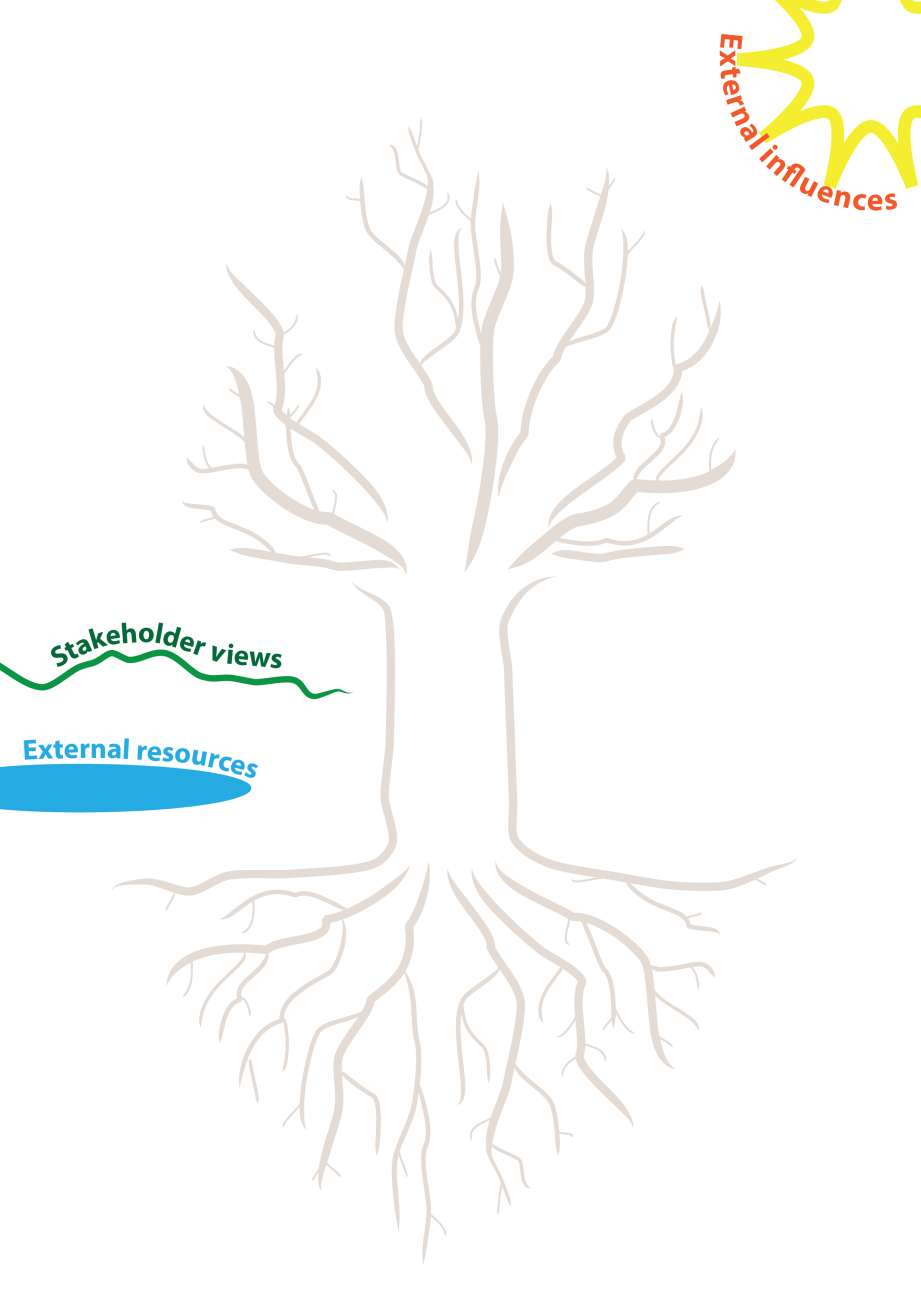 External influences
Stakeholder views
External resources